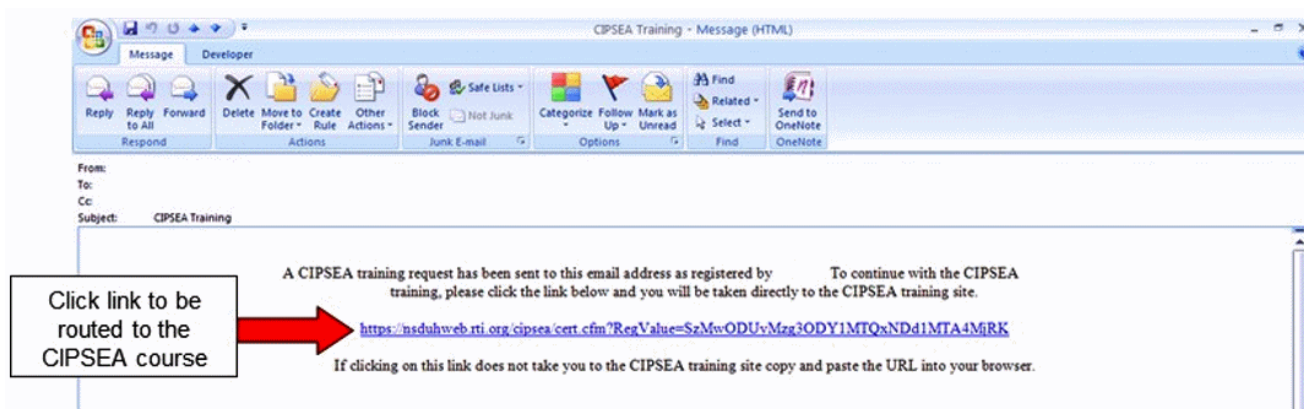 CIPSEA Training - Message (HTML)
Message Developer
Reply Reply to All Forward
Respond
Delete Move to Folder Create Rule Other Actions
Actions
Block Sender Safe Lists Not Junk
Junk E-mail
Categorize Follow Up Mark as Unread
Options
Find
Related
Select
Find
Send to OneNote
OneNote
From:
To:
Cc:
Subject: CIPSEA Training
A CIPSEA training request has been sent to this email address as registered by To continue with the CIPSEA
training, please click the link below and you will be taken directly to the CIPSEA training site.
Click link to be
routed to the
CIPSEA course
https://nsduhweb.rti.org/cipsea/cert.cfm?RegValue=SzMwODUvMzg3ODY1MTQxNDd1MTA4MjRK
If clicking on this link does not take you to the CIPSEA training site copy and paste the URL into your browser.